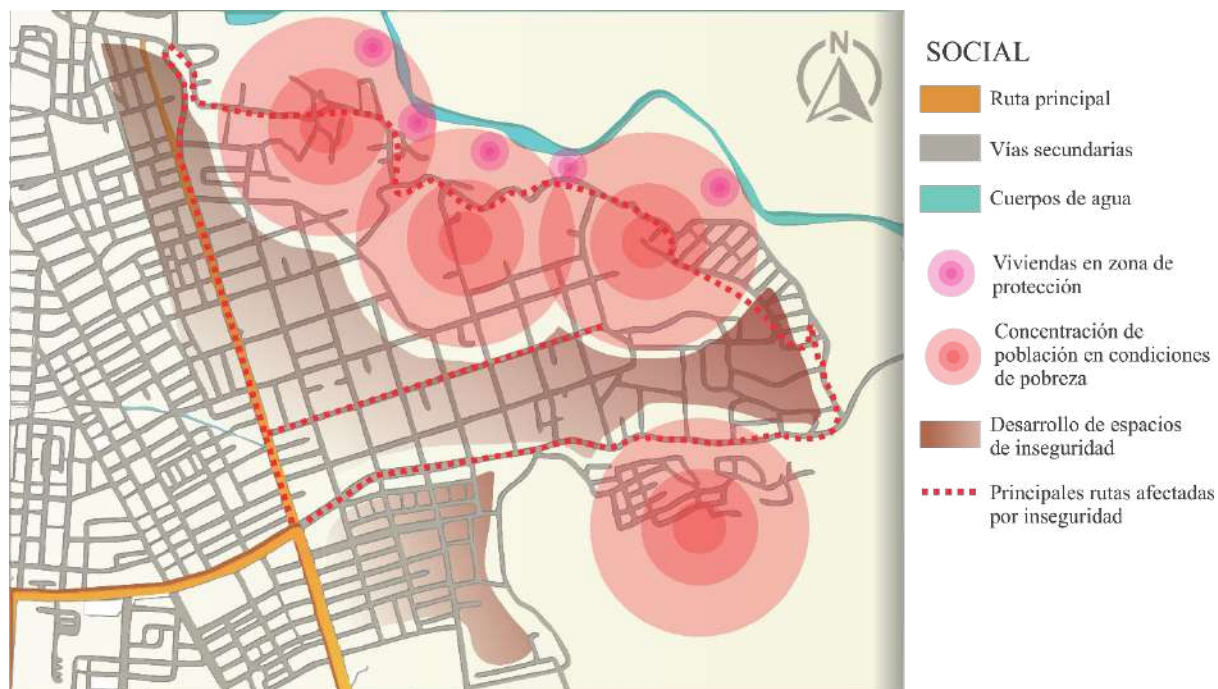 N
SOCIAL
Ruta principal
Vías secundarias
Cuerpos de agua
Viviendas en zona de
protección
Concentración de
población en condiciones
de pobreza
Desarrollo de espacios
de inseguridad
Principales rutas afectadas
por inseguridad